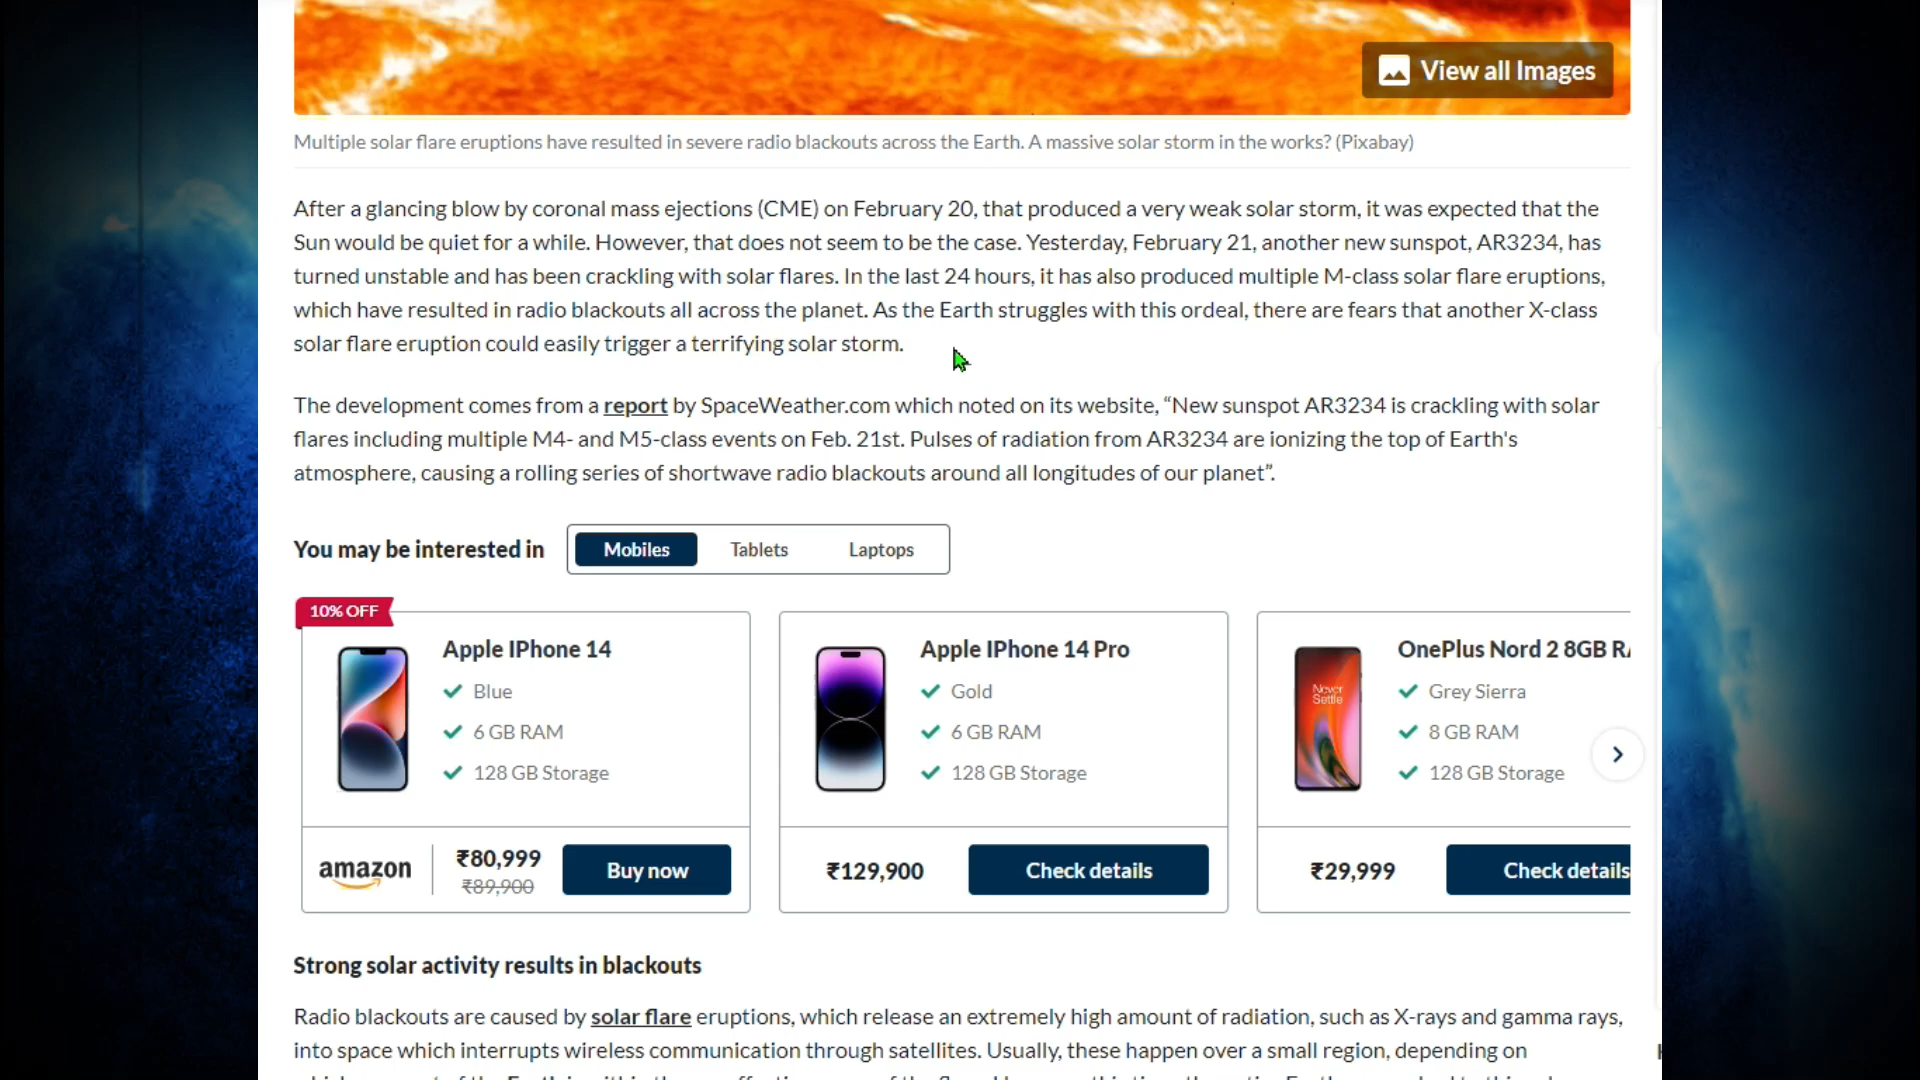 View all Images
Multiple solar flare eruptions have resulted in severe radio blackouts across the Earth. A massive solar storm in the works? (Pixabay)
After a glancing blow by coronal mass ejections (CME) on February 20, that produced a very weak solar storm, it was expected that the
Sun would be quiet for a while. However, that does not seem to be the case. Yesterday, February 21, another new sunspot, AR3234, has
turned unstable and has been crackling with solar flares. In the last 24 hours, it has also produced multiple M-class solar flare eruptions,
which have resulted in radio blackouts all across the planet. As the Earth struggles with this ordeal, there are fears that another X-class
solar flare eruption could easily trigger a terrifying solar storm.
The development comes from a report by SpaceWeather.com which noted on its website, “New sunspot AR3234 is crackling with solar
flares including multiple M4- and M5-class events on Feb. 21st. Pulses of radiation from AR3234 are ionizing the top of Earth's
atmosphere, causing a rolling series of shortwave radio blackouts around all longitudes of our planet”.
You may be interested in Mobiles Tablets Laptops
10% OFF
Apple IPhone 14
Blue
6 GB RAM
128 GB Storage
amazon ₹80,999 ₹89,900 Buy now
Apple IPhone 14 Pro
Gold
6 GB RAM
128 GB Storage
₹129,900 Check details
OnePlus Nord 2 8GB
Never
Settle
Grey Sierra
8 GB RAM
128 GB Storage
₹29,999 Check details
Strong solar activity results in blackouts
Radio blackouts are caused by solar flare eruptions, which release an extremely high amount of radiation, such as X-rays and gamma rays,
into space which interrupts wireless communication through satellites. Usually, these happen over a small region, depending on